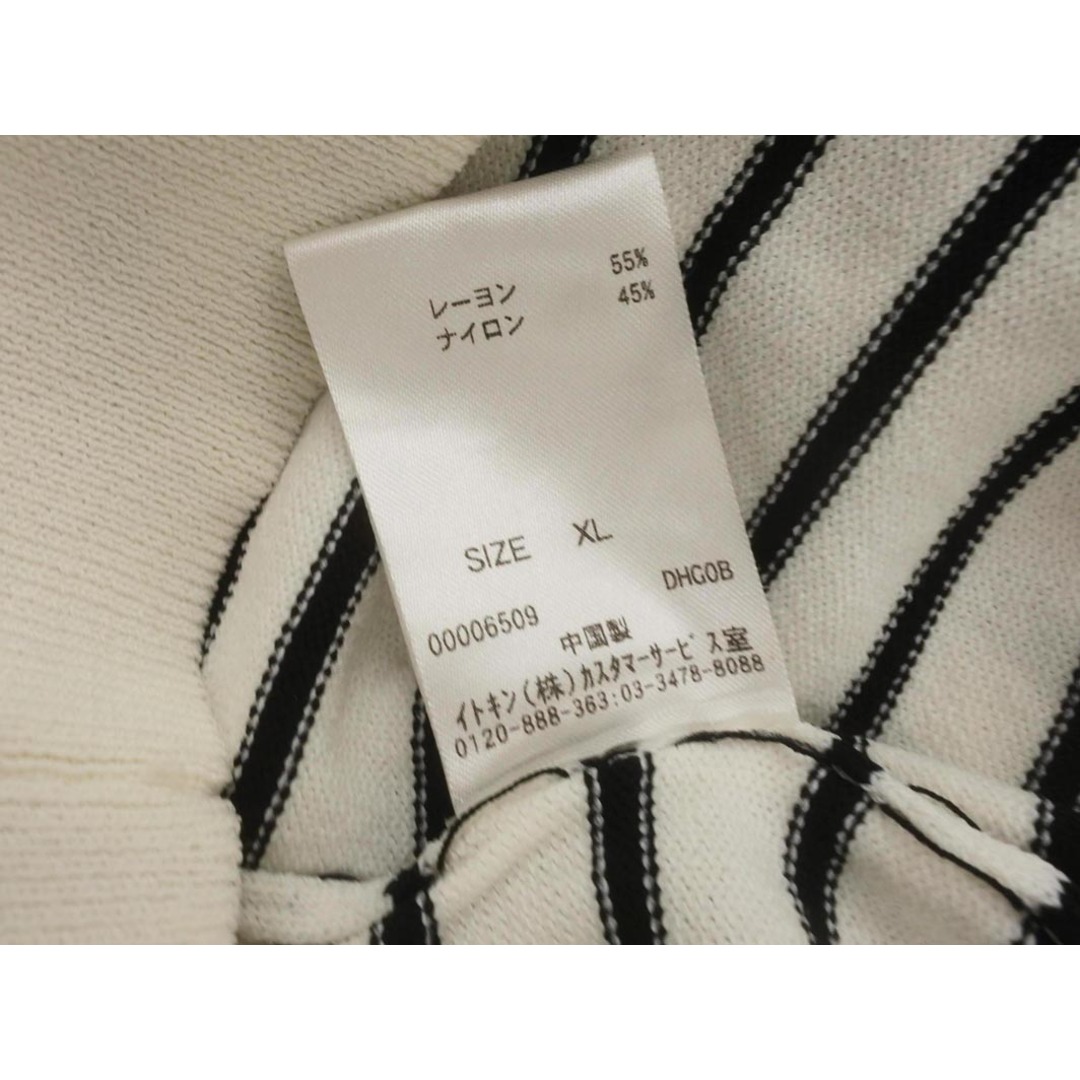 レーヨン 55%
ナイロン 45%
SIZE XL
00006509 DHG0B
中国製
イトキン(株)カスタマーサービス室
0120-888-363:03-3478-8088